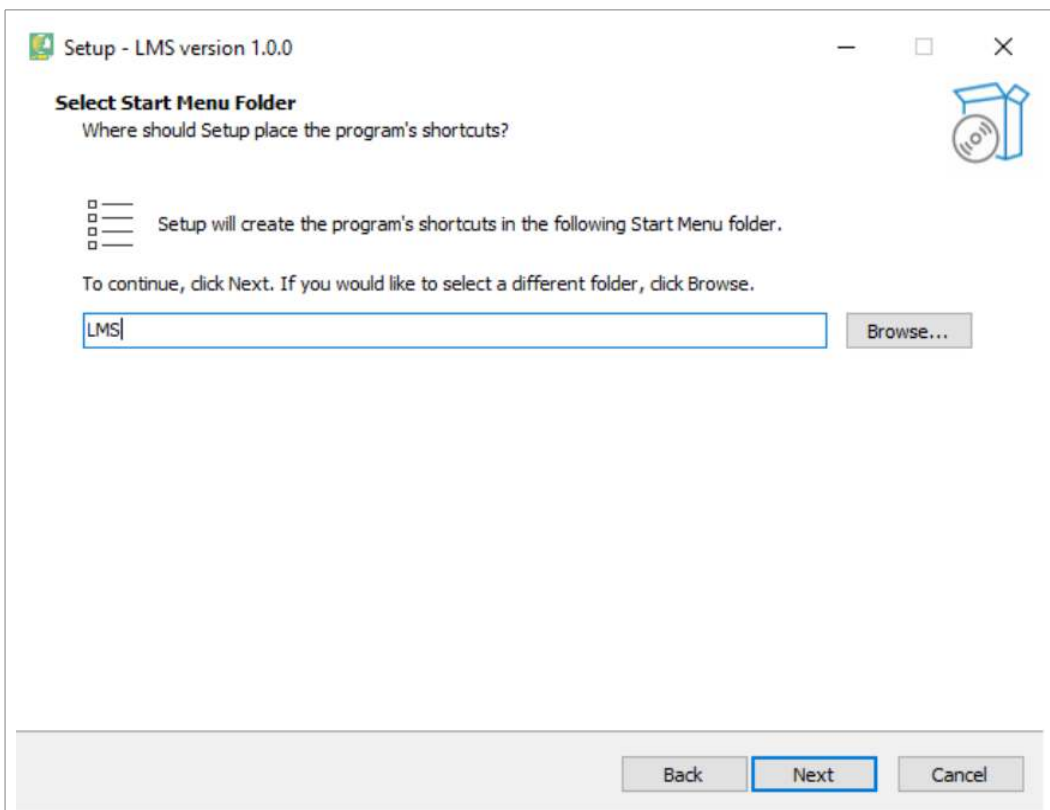 Setup - LMS version 1.0.0
Select Start Menu Folder
Where should Setup place the program's shortcuts?
Setup will create the program's shortcuts in the following Start Menu folder.
To continue, click Next. If you would like to select a different folder, click Browse.
LMS
Browse...
Back
Next
Cancel